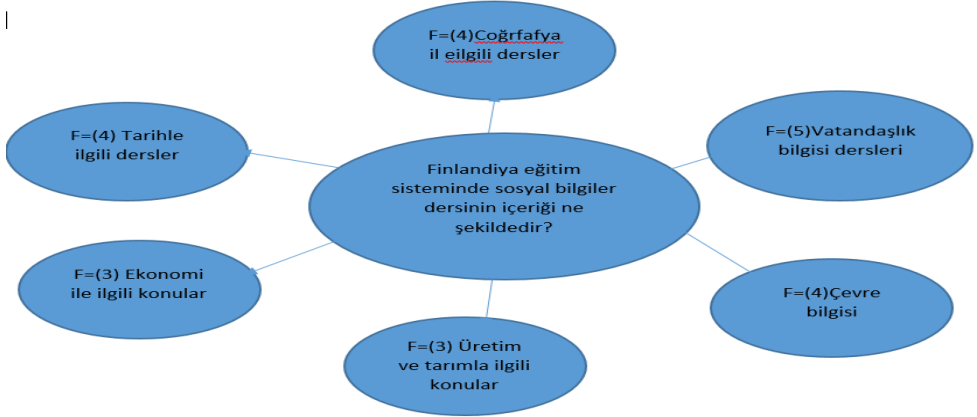 F=(4)Coğrfafya
il eilgili dersler
F=(4) Tarihle
ilgili dersler
F=(5)Vatandaşlık
bilgisi dersleri
Finlandiya eğitim
sisteminde sosyal bilgiler
dersinin içeriği ne
şekildedir?
F=(3) Ekonomi
ile ilgili konular
F=(4)Çevre
bilgisi
F=(3) Üretim
ve tarımla ilgili
konular